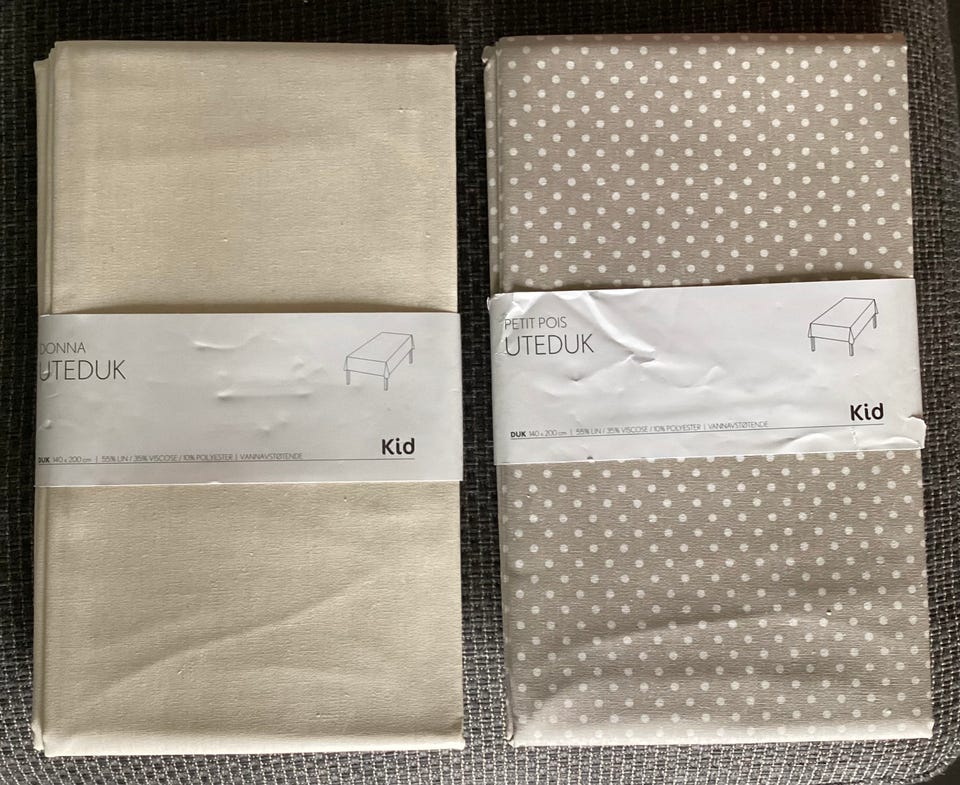 DONNA
UTEDUK
Kid
DUK 140 x 200 cm | 55% LIN / 35% VISCOSE / 10% POLYESTER | VANNAVSTØTENDE
PETIT POIS
UTEDUK
Kid
DUK 140 x 200 cm | 55% LIN / 35% VISCOSE / 10% POLYESTER | VANNAVSTØTENDE